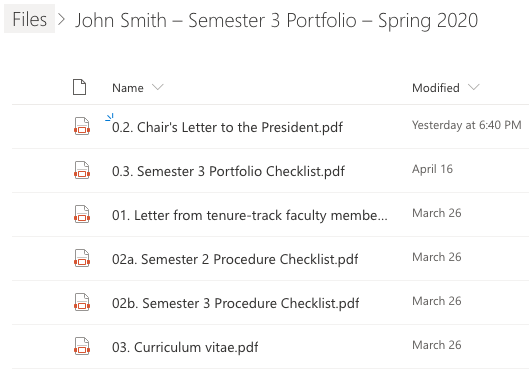 Files > John Smith – Semester 3 Portfolio – Spring 2020
Name Modified
0.2. Chair's Letter to the President.pdf Yesterday at 6:40 PM
0.3. Semester 3 Portfolio Checklist.pdf April 16
01. Letter from tenure-track faculty membe... March 26
02a. Semester 2 Procedure Checklist.pdf March 26
02b. Semester 3 Procedure Checklist.pdf March 26
03. Curriculum vitae.pdf March 26